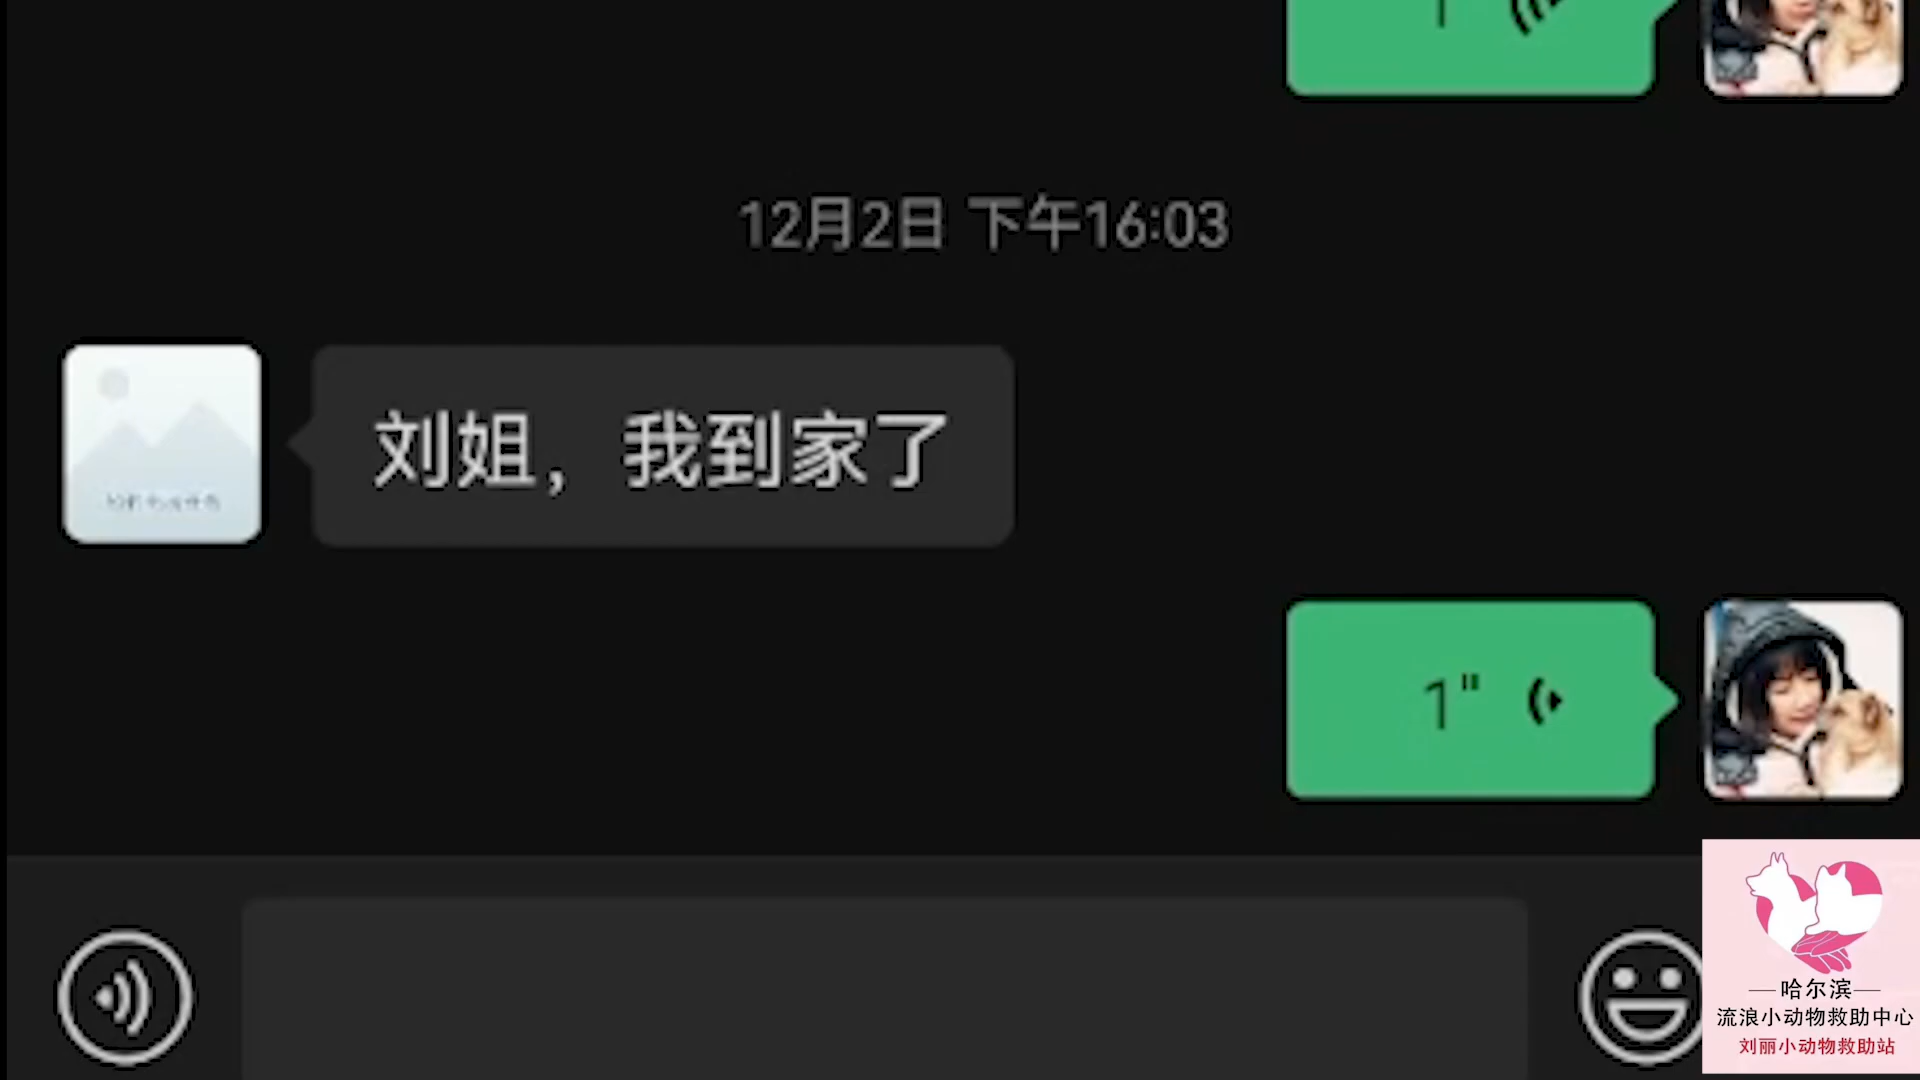 12月2日 下午16:03
刘姐，我到家了
1"
哈尔滨
流浪小动物救助中心
刘丽小动物救助站